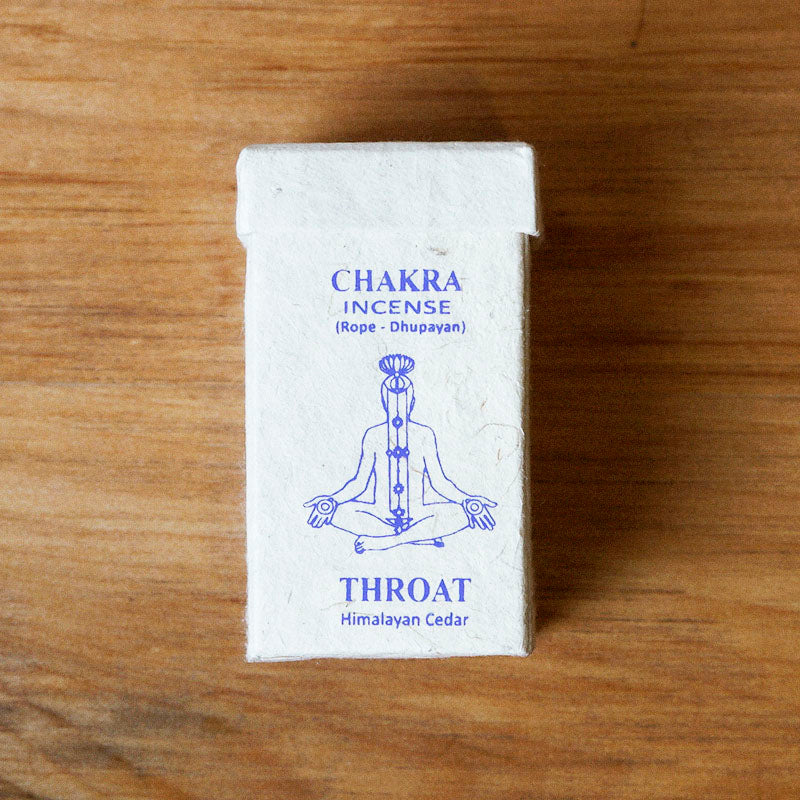 CHAKRA
INCENSE
(Rope - Dhupayan)
THROAT
Himalayan Cedar